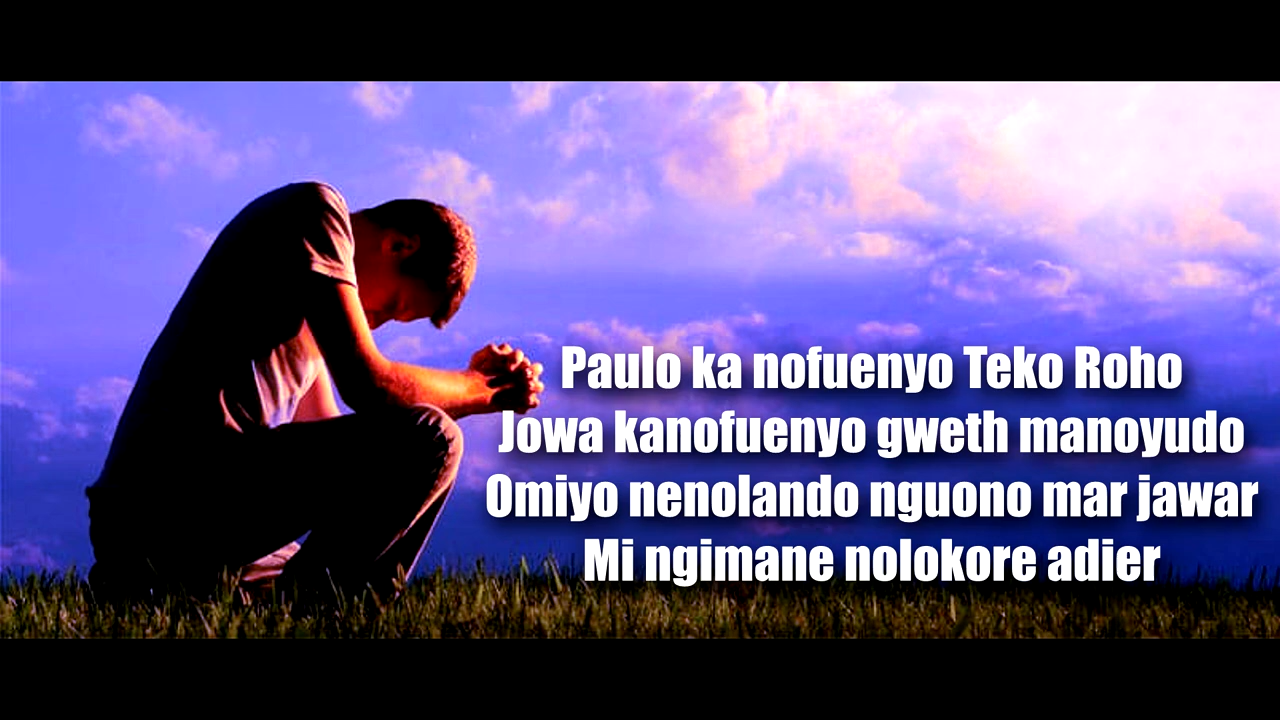 Paulo ka nofuenyo Teko Roho
Jowa kanofuenyo gweth manoyudo
Omiyo nenolando nguono mar jawar
Mi ngimane nolokore adier